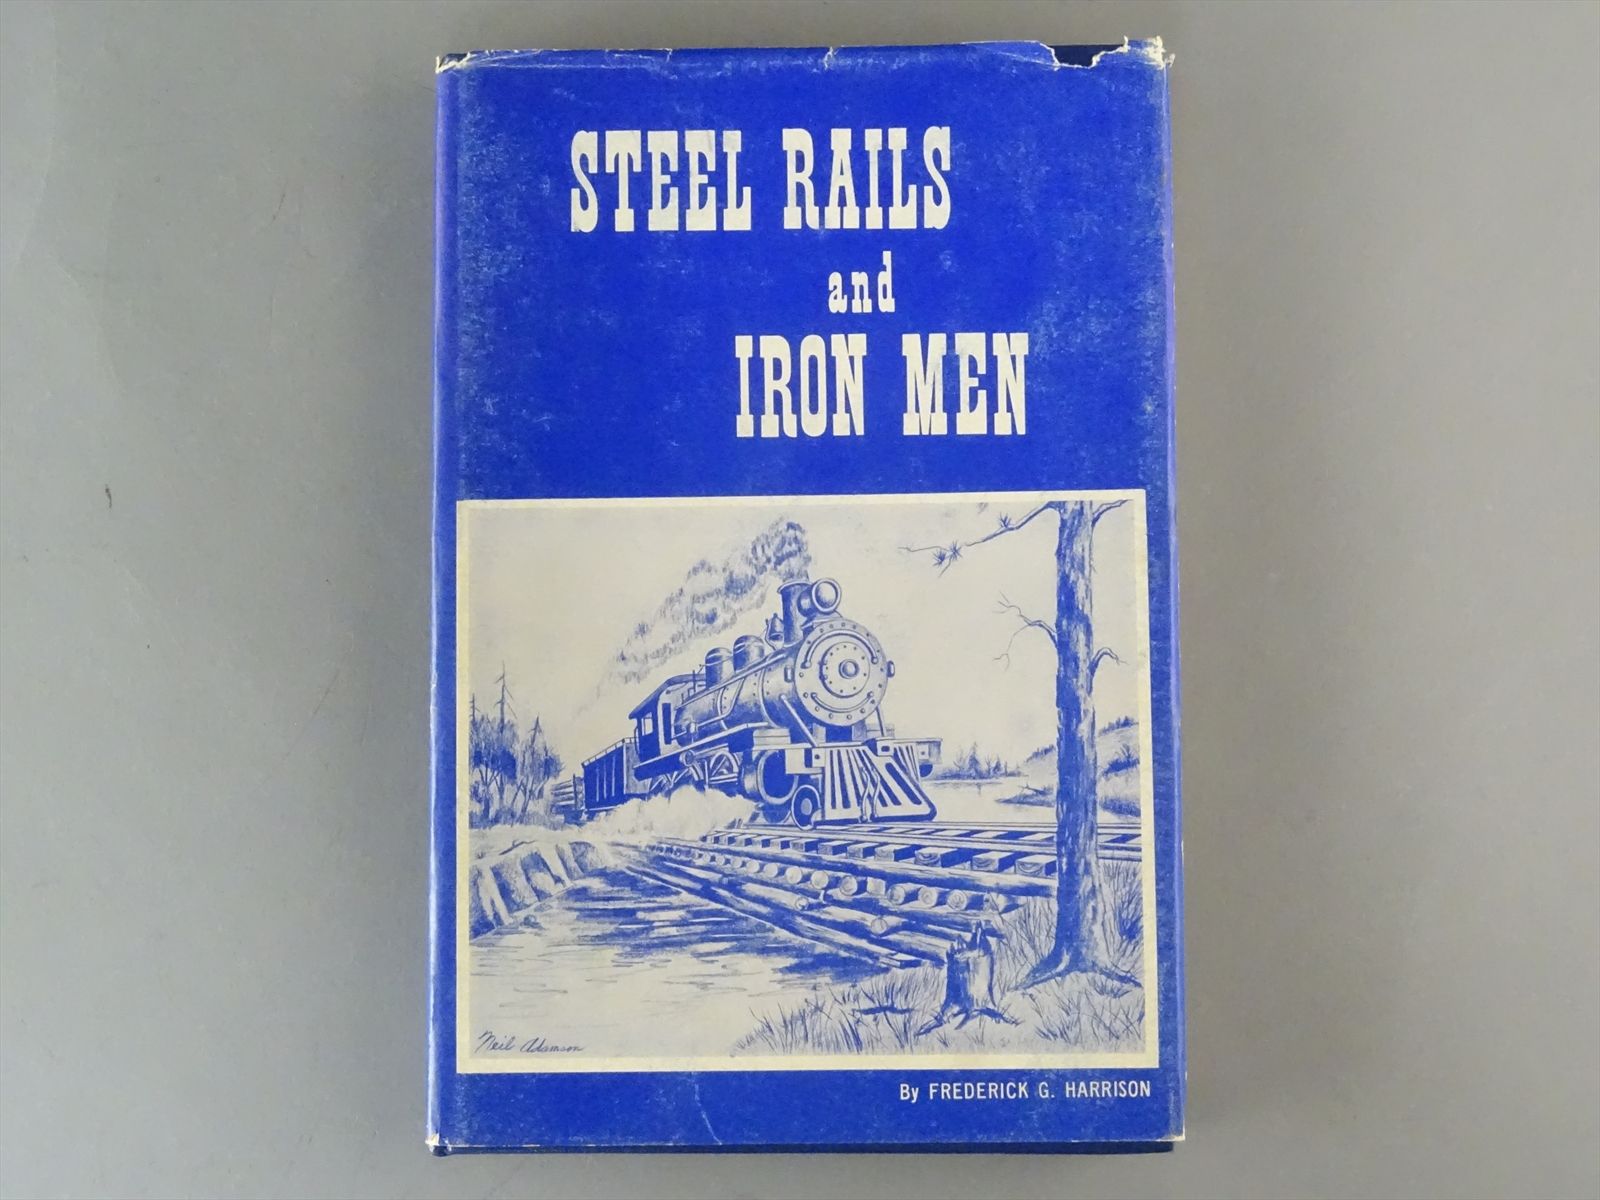 STEEL RAILS
and
IRON MEN
Neil Adamson
By FREDERICK G. HARRISON